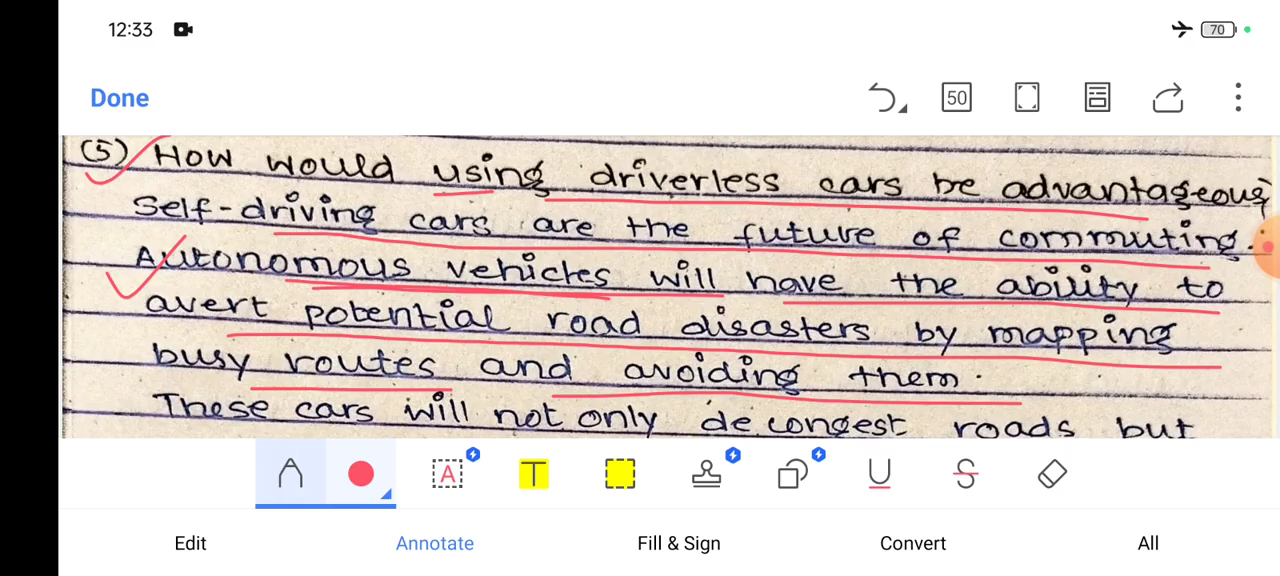 12:33
70
Done
50
(5) How would using driverless cars be advantageous?
Self-driving cars are the future of commuting.
Autonomous vehicles will have the ability to
avert potential road disasters by mapping
busy routes and avoiding them.
These cars will not only decongest roads but
A
T
U
S
Edit
Annotate
Fill & Sign
Convert
All